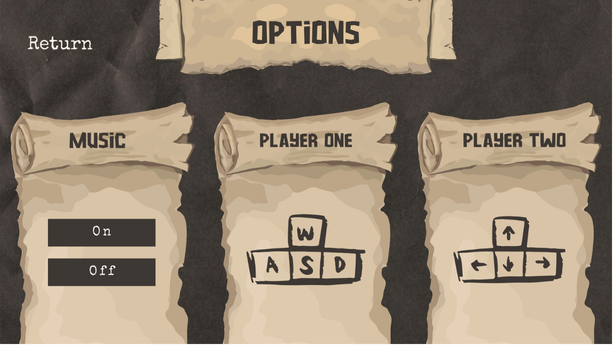 OPTIONS
Return
MUSIC
On
Off
PLAYER ONE
W
A S D
PLAYER TWO
↑
← ↓ →